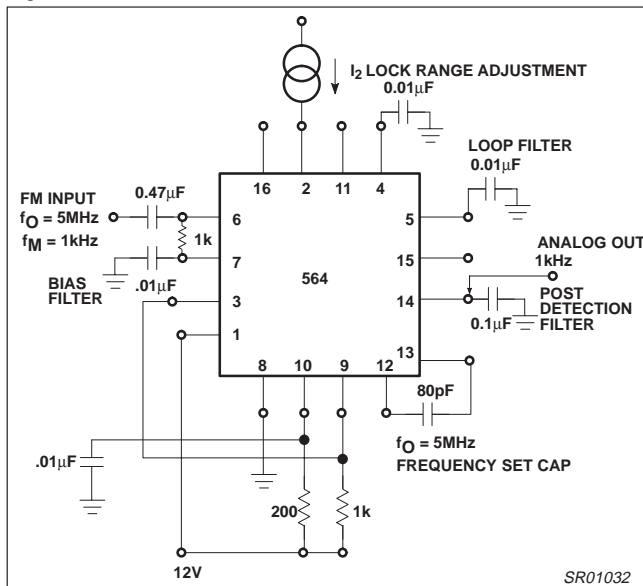 I2 LOCK RANGE ADJUSTMENT
0.01µF
16
2
11
4
LOOP FILTER
0.01µF
FM INPUT
fO = 5MHz
fM = 1kHz
0.47µF
6
1k
7
BIAS
FILTER
.01µF
3
1
564
5
15
14
13
ANALOG OUT
1kHz
POST
DETECTION
FILTER
0.1µF
8
10
9
12
80pF
fO = 5MHz
FREQUENCY SET CAP
.01µF
200
1k
12V
SR01032